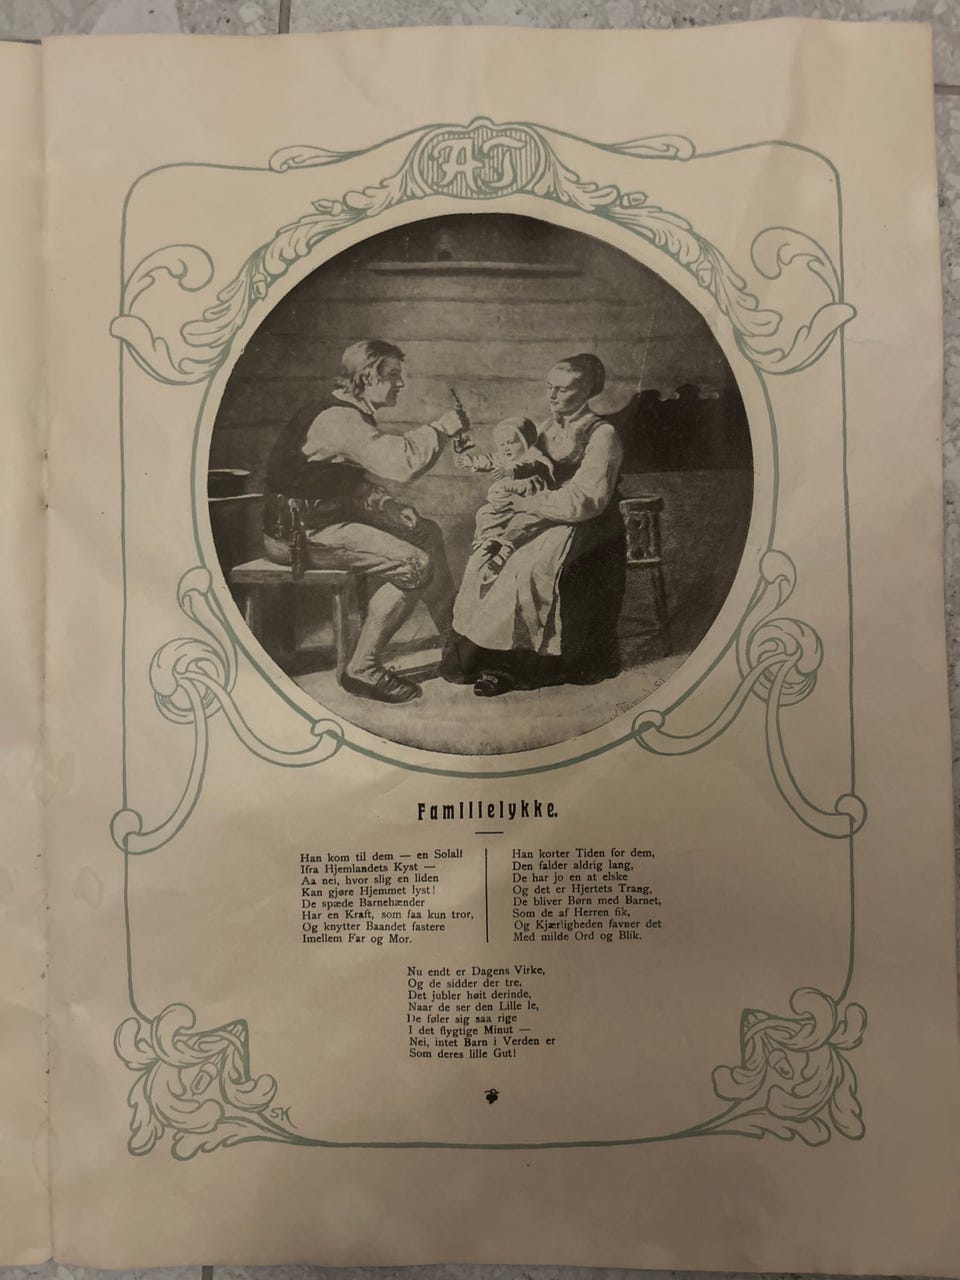 AT
Familielykke.
Han kom til dem — en Solalf
Ifra Hjemlandets Kyst —
Aa nei, hvor slig en liden
Kan gjøre Hjemmet lyst!
De spæde Barnehænder
Har en Kraft, som faa kun tror,
Og knytter Baandet fastere
Imellem Far og Mor.
Han korter Tiden for dem,
Den falder aldrig lang,
De har jo en at elske
Og det er Hjertets Trang,
De bliver Børn med Barnet,
Som de af Herren fik,
Og Kjærligheden favner det
Med milde Ord og Blik.
Nu endt er Dagens Virke,
Og de sidder der tre,
Det jubler høit derinde,
Naar de ser den Lille le,
De føler sig saa rige
I det flygtige Minut —
Nei, intet Barn i Verden er
Som deres lille Gut!
SK